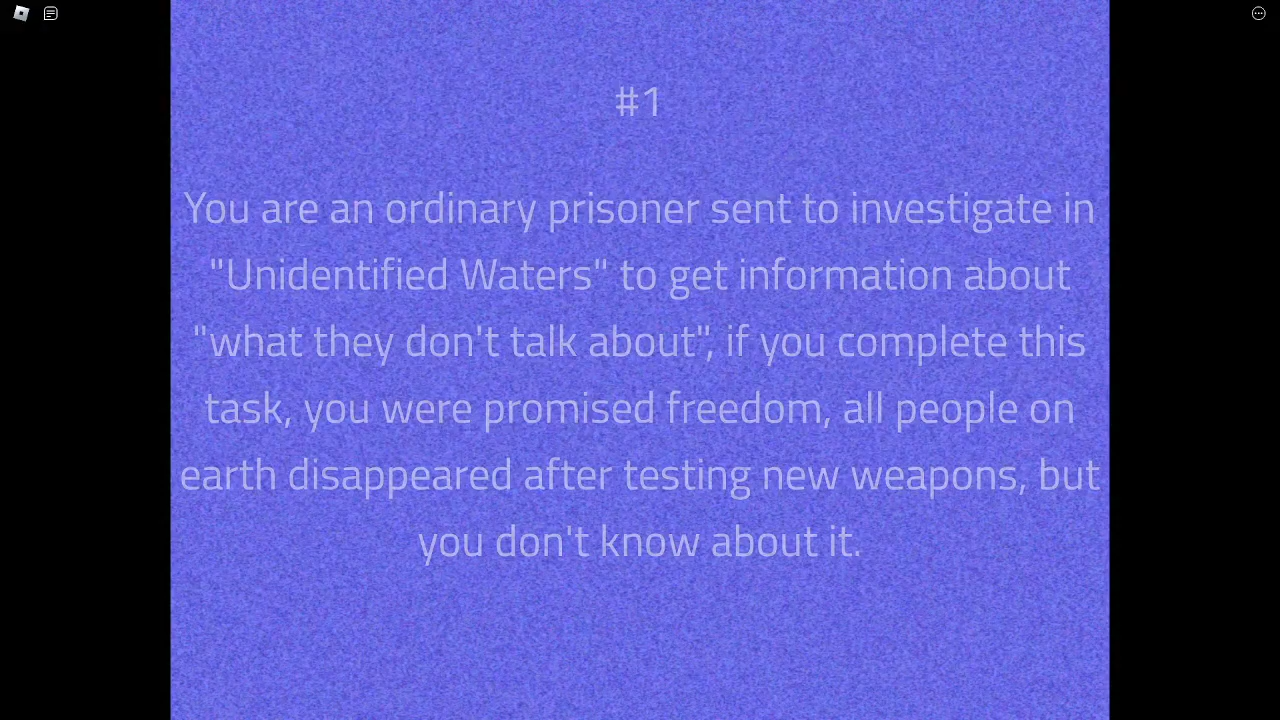 #1
You are an ordinary prisoner sent to investigate in
"Unidentified Waters" to get information about
"what they don't talk about", if you complete this
task, you were promised freedom, all people on
earth disappeared after testing new weapons, but
you don't know about it.